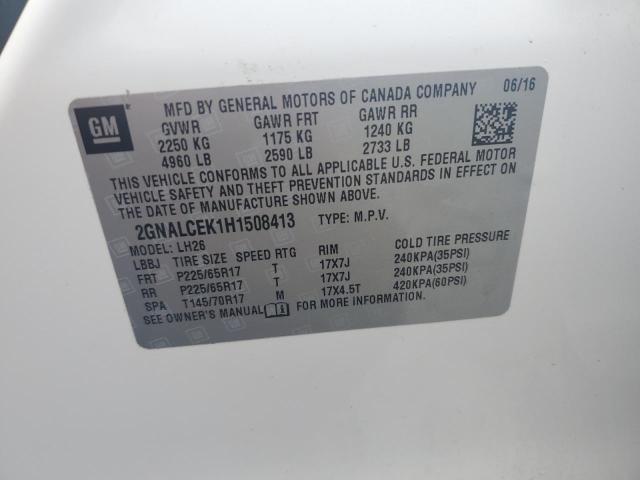 MFD BY GENERAL MOTORS OF CANADA COMPANY 06/16
GM
GVWR GAWR FRT GAWR RR
2250 KG 1175 KG 1240 KG
4960 LB 2590 LB 2733 LB
THIS VEHICLE CONFORMS TO ALL APPLICABLE U.S. FEDERAL MOTOR
VEHICLE SAFETY AND THEFT PREVENTION STANDARDS IN EFFECT ON
THE DATE OF MANUFACTURE SHOWN ABOVE.
2GNALCEK1H1508413 TYPE: M.P.V.
MODEL: LH26
LBBJ TIRE SIZE SPEED RTG RIM COLD TIRE PRESSURE
FRT P225/65R17 T 17X7J 240KPA(35PSI)
RR P225/65R17 T 17X7J 240KPA(35PSI)
SPA T145/70R17 M 17X4.5T 420KPA(60PSI)
SEE OWNER'S MANUAL FOR MORE INFORMATION.